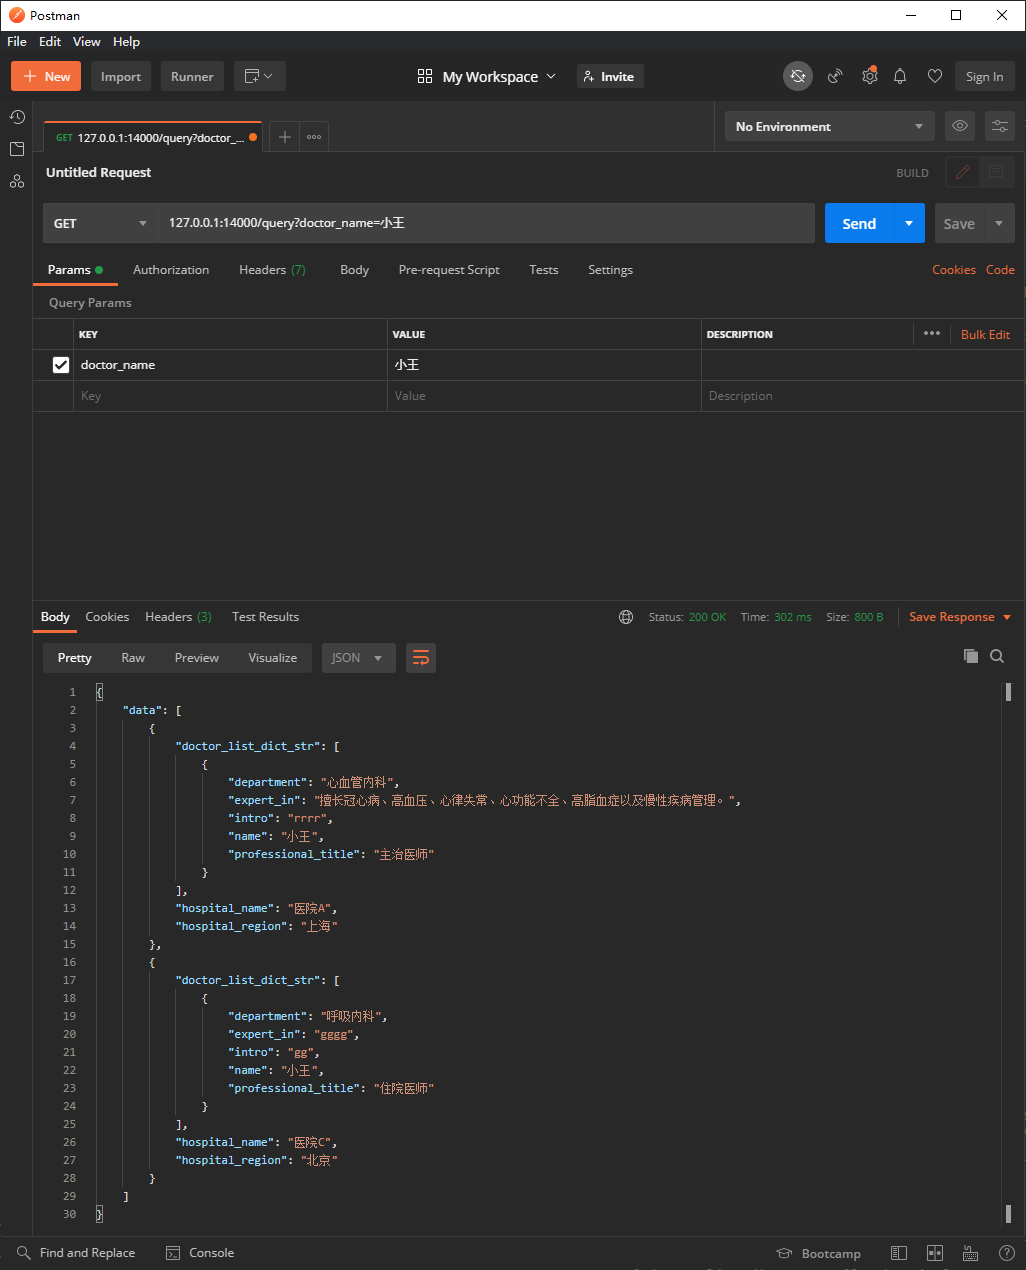 Postman
File Edit View Help
New Import Runner My Workspace Invite Sign In
GET 127.0.0.1:14000/query?doctor_... No Environment
Untitled Request BUILD
GET 127.0.0.1:14000/query?doctor_name=小王 Send Save
Params Authorization Headers (7) Body Pre-request Script Tests Settings Cookies Code
Query Params
KEY VALUE DESCRIPTION Bulk Edit
doctor_name 小王
Key Value Description
Body Cookies Headers (3) Test Results Status: 200 OK Time: 302 ms Size: 800 B Save Response
Pretty Raw Preview Visualize JSON
1 {
2 "data": [
3 {
4 "doctor_list_dict_str": [
5 {
6 "department": "心血管内科",
7 "expert_in": "擅长冠心病、高血压、心律失常、心功能不全、高脂血症以及慢性疾病管理。",
8 "intro": "rrrr",
9 "name": "小王",
10 "professional_title": "主治医师"
11 }
12 ],
13 "hospital_name": "医院A",
14 "hospital_region": "上海"
15 },
16 {
17 "doctor_list_dict_str": [
18 {
19 "department": "呼吸内科",
20 "expert_in": "gggg",
21 "intro": "gg",
22 "name": "小王",
23 "professional_title": "住院医师"
24 }
25 ],
26 "hospital_name": "医院C",
27 "hospital_region": "北京"
28 }
29 ]
30 }
Find and Replace Console Bootcamp